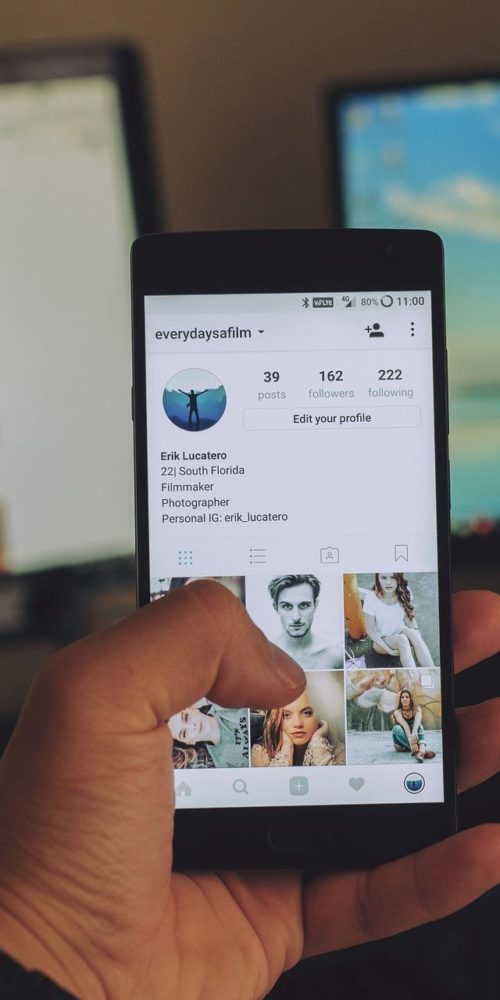 VoLTE 4G 80% 11:00
everydaysafilm
39 162 222
posts followers following
Edit your profile
Erik Lucatero
22| South Florida
Filmmaker
Photographer
Personal IG: erik_lucatero